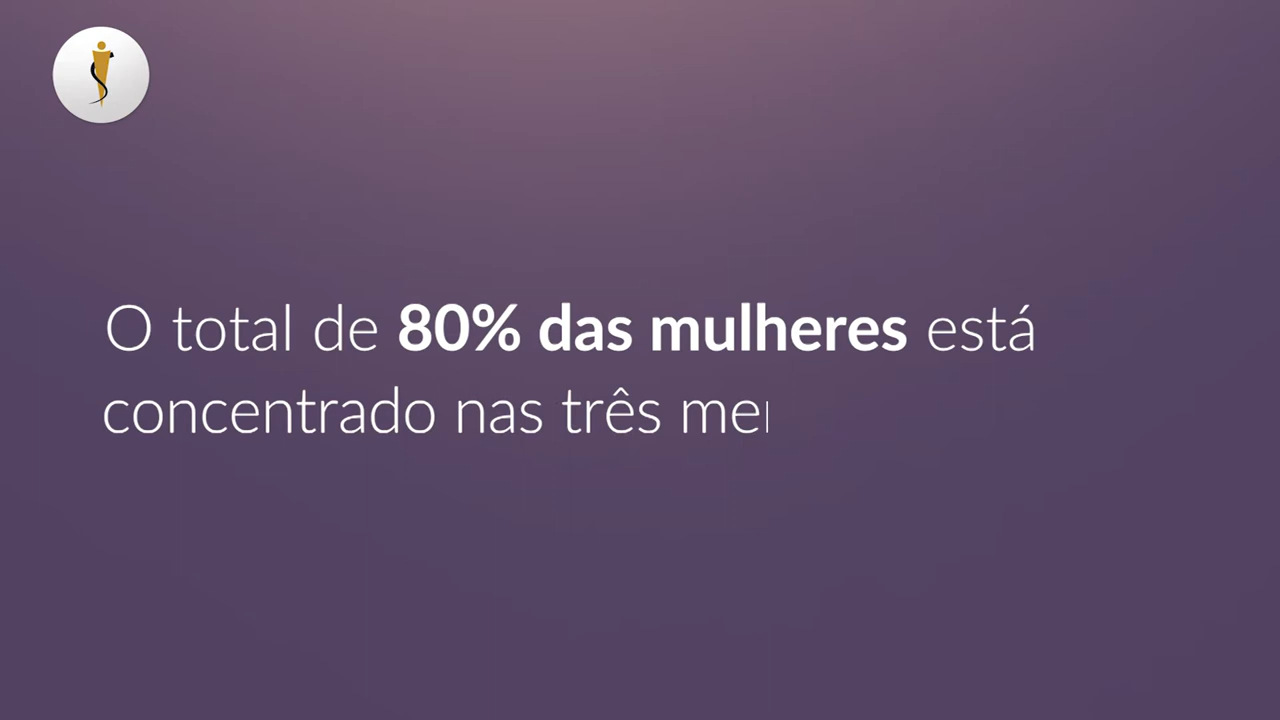 O total de 80% das mulheres está
concentrado nas três